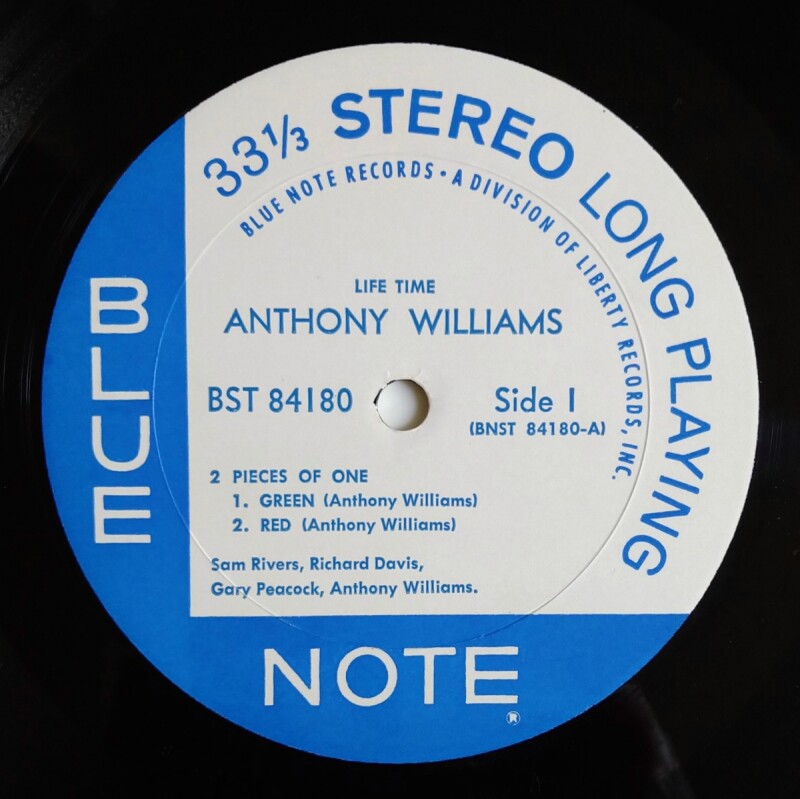 33⅓ STEREO LONG PLAYING
BLUE NOTE RECORDS • A DIVISION OF LIBERTY RECORDS, INC.
LIFE TIME
ANTHONY WILLIAMS
BST 84180
Side 1
(BNST 84180-A)
2 PIECES OF ONE
1. GREEN (Anthony Williams)
2. RED (Anthony Williams)
Sam Rivers, Richard Davis,
Gary Peacock, Anthony Williams.
BLUE
NOTE
®